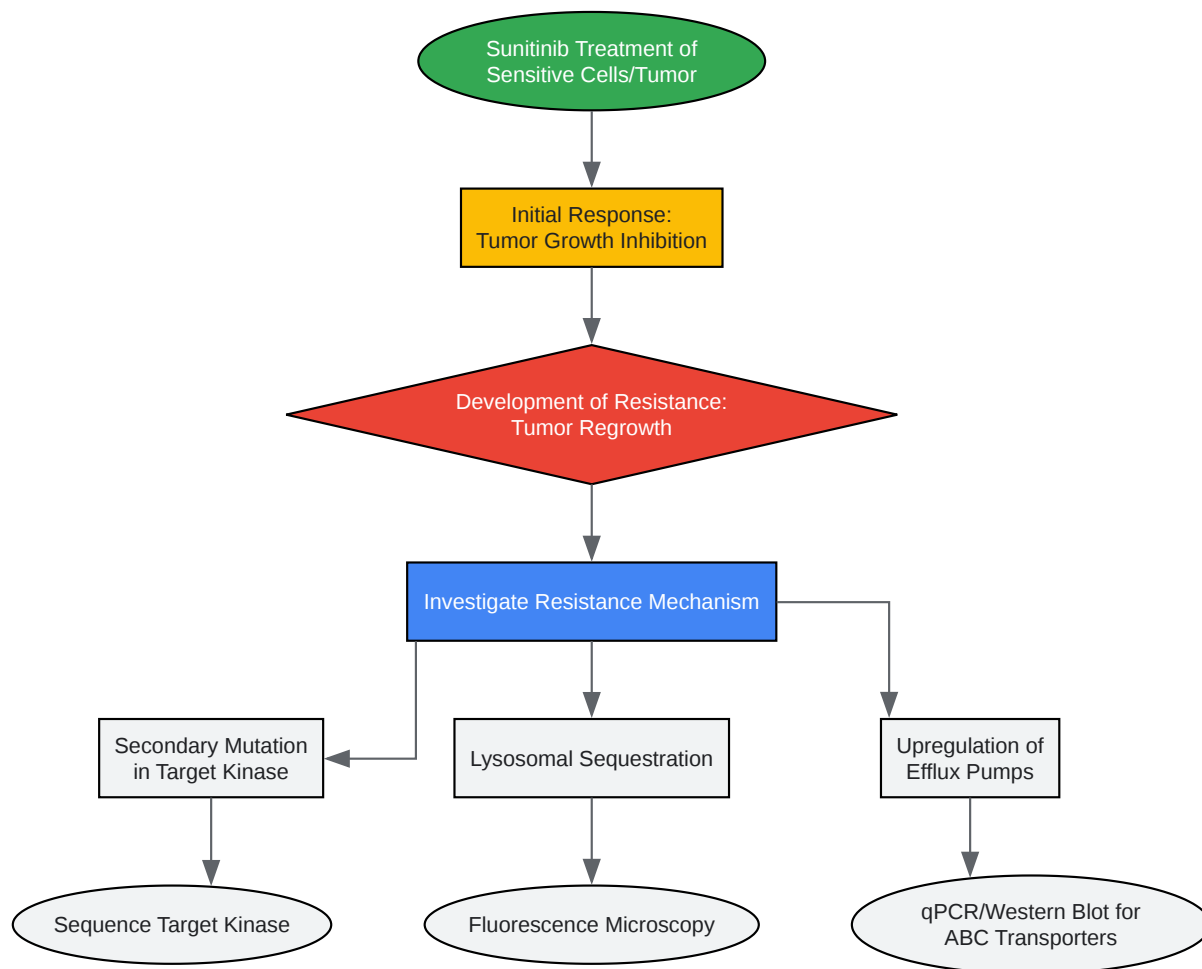 Sunitinib Treatment of
Sensitive Cells/Tumor
Initial Response:
Tumor Growth Inhibition
Development of Resistance:
Tumor Regrowth
Investigate Resistance Mechanism
Secondary Mutation
in Target Kinase
Lysosomal Sequestration
Upregulation of
Efflux Pumps
Sequence Target Kinase
Fluorescence Microscopy
qPCR/Western Blot for
ABC Transporters